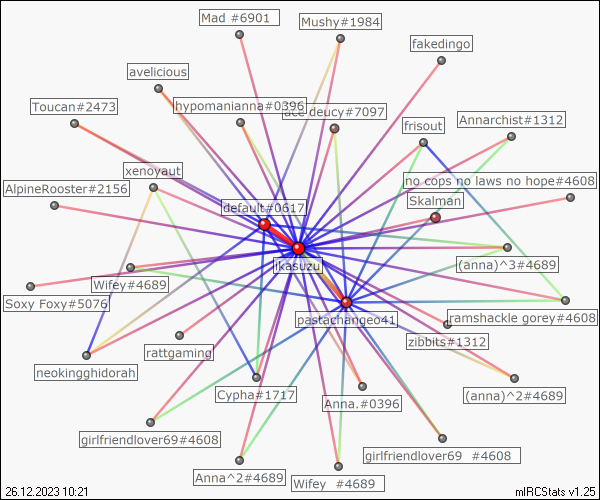 Mad #6901
Mushy#1984
fakedingo
avelicious
Toucan#2473
hypomanianna#0396
ace deucy#7097
frisout
Annarchist#1312
xenoyaut
no cops no laws no hope#4608
AlpineRooster#2156
default#0617
Skalman
ikasuzu
(anna)^3#4689
Wifey#4689
Soxy Foxy#5076
pastachangeo41
ramshackle gorey#4608
zibbits#1312
rattgaming
neokingghidorah
Cypha#1717
Anna.#0396
(anna)^2#4689
girlfriendlover69#4608
girlfriendlover69 #4608
Anna^2#4689
Wifey #4689
26.12.2023 10:21
mIRCStats v1.25